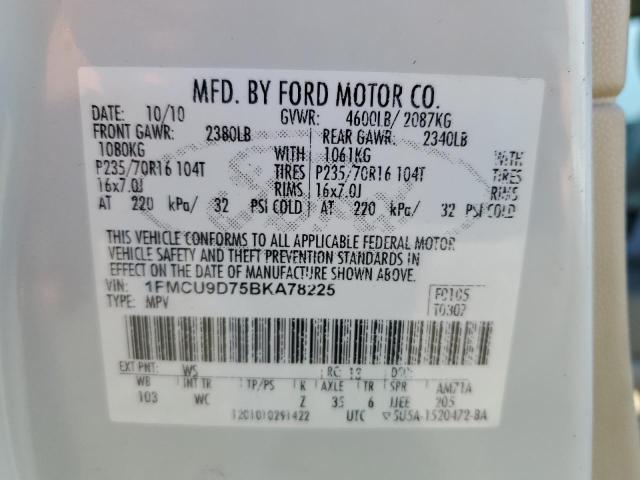 MFD. BY FORD MOTOR CO.
DATE: 10/10 GVWR: 4600LB/ 2087KG
FRONT GAWR: 2380LB REAR GAWR: 2340LB
1080KG WITH 1061KG WITH
P235/70R16 104T TIRES P235/70R16 104T TIRES
16x7.0J RIMS 16x7.0J RIMS
AT 220 kPa/ 32 PSI COLD AT 220 kPa/ 32 PSI COLD
THIS VEHICLE CONFORMS TO ALL APPLICABLE FEDERAL MOTOR
VEHICLE SAFETY AND THEFT PREVENTION STANDARDS IN
EFFECT ON THE DATE OF MANUFACTURE SHOWN ABOVE.
VIN: 1FMCU9D75BKA78225 F0105
TYPE: MPV T0302
EXT PNT: WS RC: 13
WB INT TR TP/PS R AXLE TR SPR AM71A
103 WC Z 35 6 JJEE 205
1201010291422 UTC 5U5A-1520472-BA